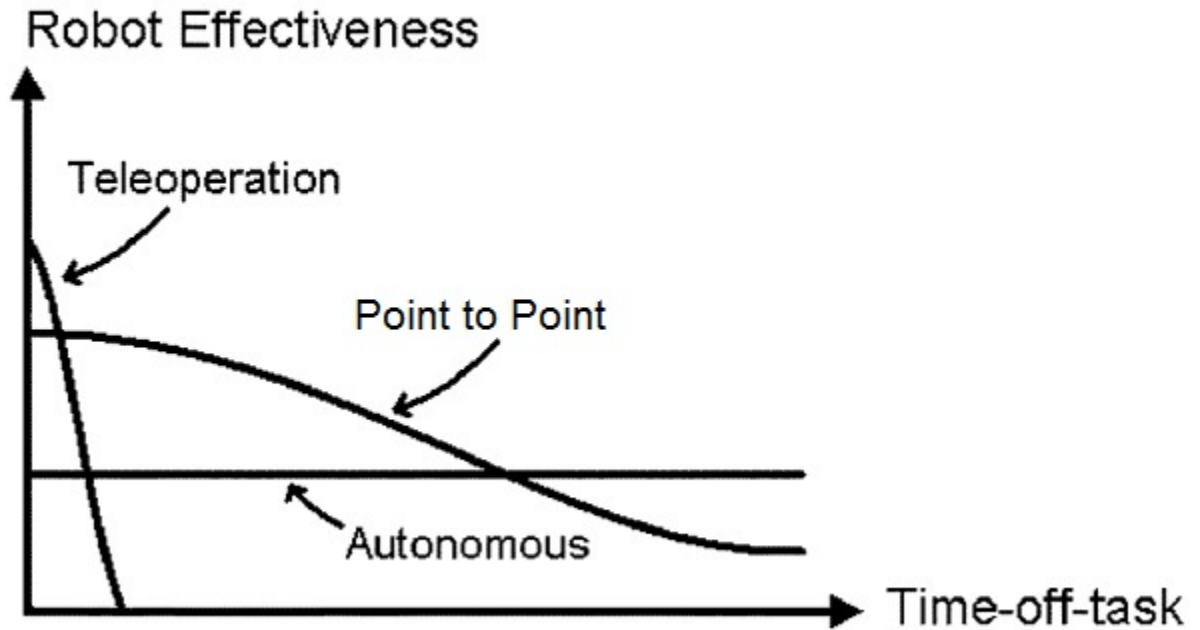 Robot Effectiveness
Teleoperation
Point to Point
Autonomous
Time-off-task